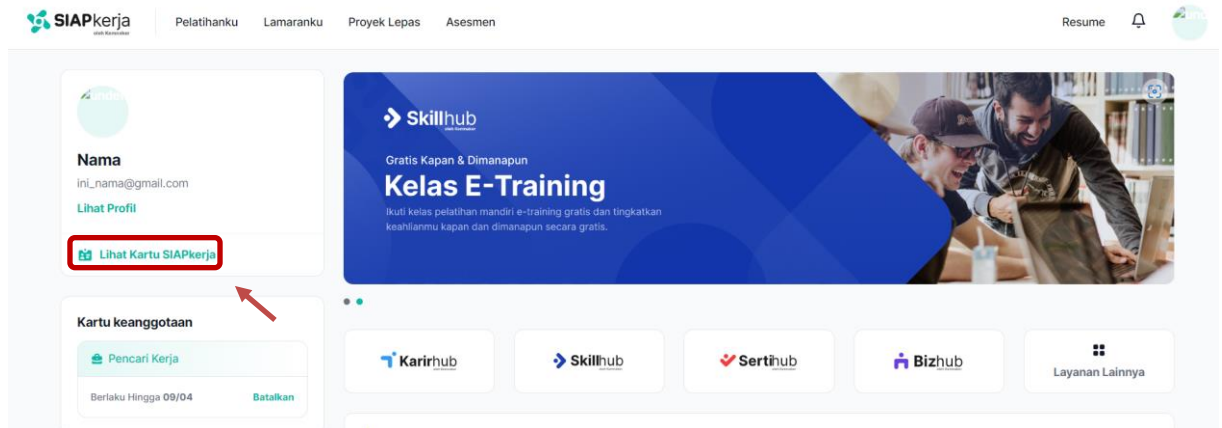 SIAPkerja
oleh Kemnaker
Pelatihanku
Lamaranku
Proyek Lepas
Asesmen
Resume
Nama
ini_nama@gmail.com
Lihat Profil
Lihat Kartu SIAPkerja
Skillhub
Gratis Kapan & Dimanapun
Kelas E-Training
Ikuti kelas pelatihan mandiri e-training gratis dan tingkatkan
keahlianmu kapan dan dimanapun secara gratis.
Kartu keanggotaan
Pencari Kerja
Berlaku Hingga 09/04
Batalkan
Karirhub
Skillhub
Sertihub
Bizhub
Layanan Lainnya